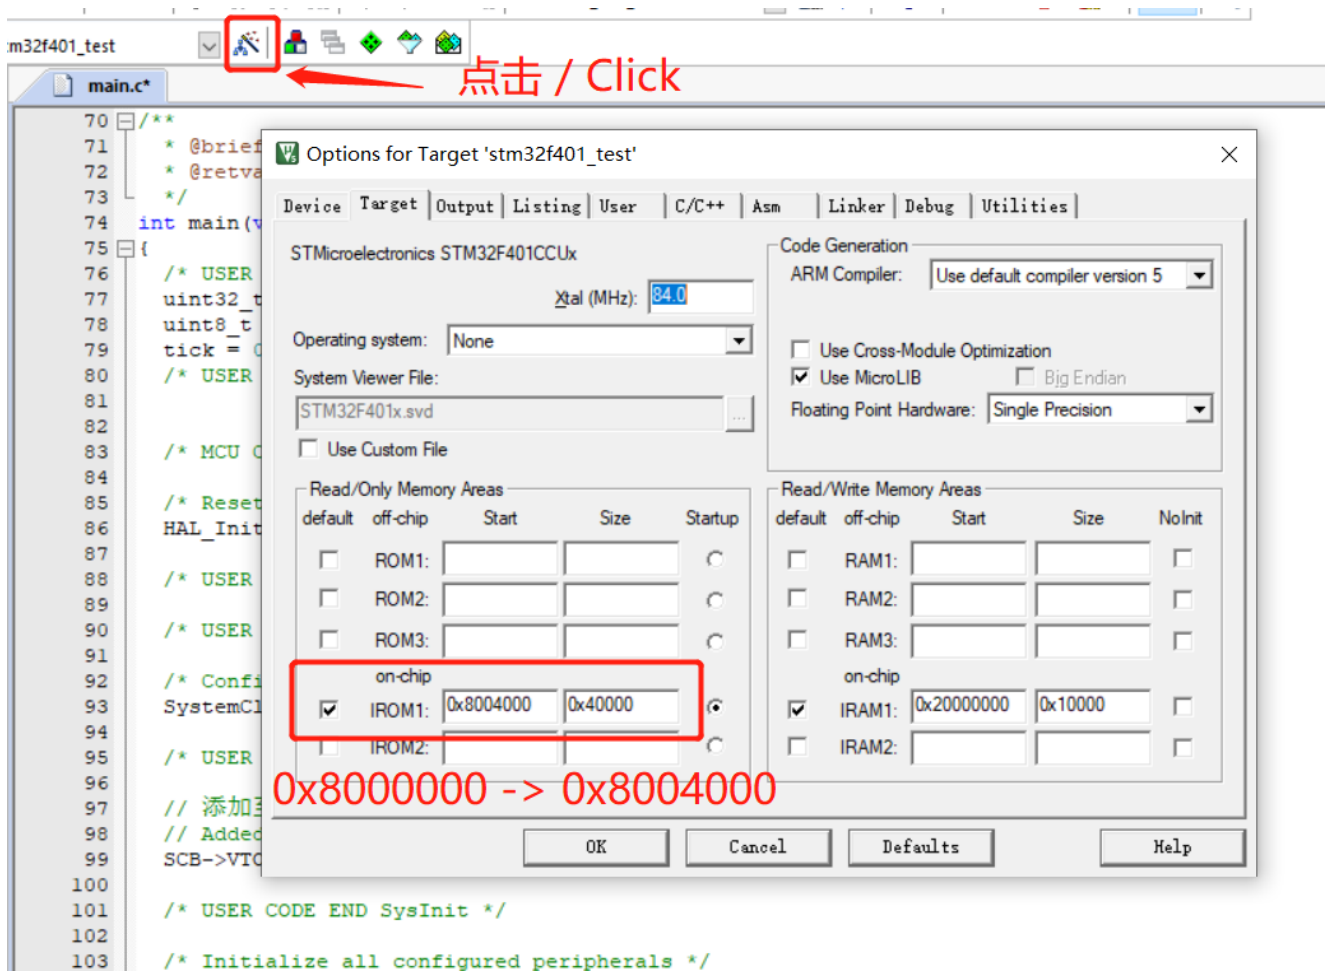 stm32f401_test
点击 / Click
main.c*
70 /**
71 * @brief
72 * @retva
73 */
74 int main(v
75 {
76 /* USER
77 uint32_t
78 uint8_t
79 tick = 0
80 /* USER
81
82
83 /* MCU C
84
85 /* Reset
86 HAL_Init
87
88 /* USER
89
90 /* USER
91
92 /* Confi
93 SystemCl
94
95 /* USER
96
97 // 添加
98 // Added
99 SCB->VTO
100
101 /* USER CODE END SysInit */
102
103 /* Initialize all configured peripherals */
Options for Target 'stm32f401_test'
Device Target Output Listing User C/C++ Asm Linker Debug Utilities
STMicroelectronics STM32F401CCUx
Xtal (MHz): 84.0
Operating system: None
System Viewer File:
STM32F401x.svd ...
Use Custom File
Code Generation
ARM Compiler: Use default compiler version 5
Use Cross-Module Optimization
Use MicroLIB Big Endian
Floating Point Hardware: Single Precision
Read/Only Memory Areas
default off-chip Start Size Startup
ROM1:
ROM2:
ROM3:
on-chip
IROM1: 0x8004000 0x40000
IROM2:
Read/Write Memory Areas
default off-chip Start Size NoInit
RAM1:
RAM2:
RAM3:
on-chip
IRAM1: 0x20000000 0x10000
IRAM2:
0x8000000 -> 0x8004000
OK Cancel Defaults Help